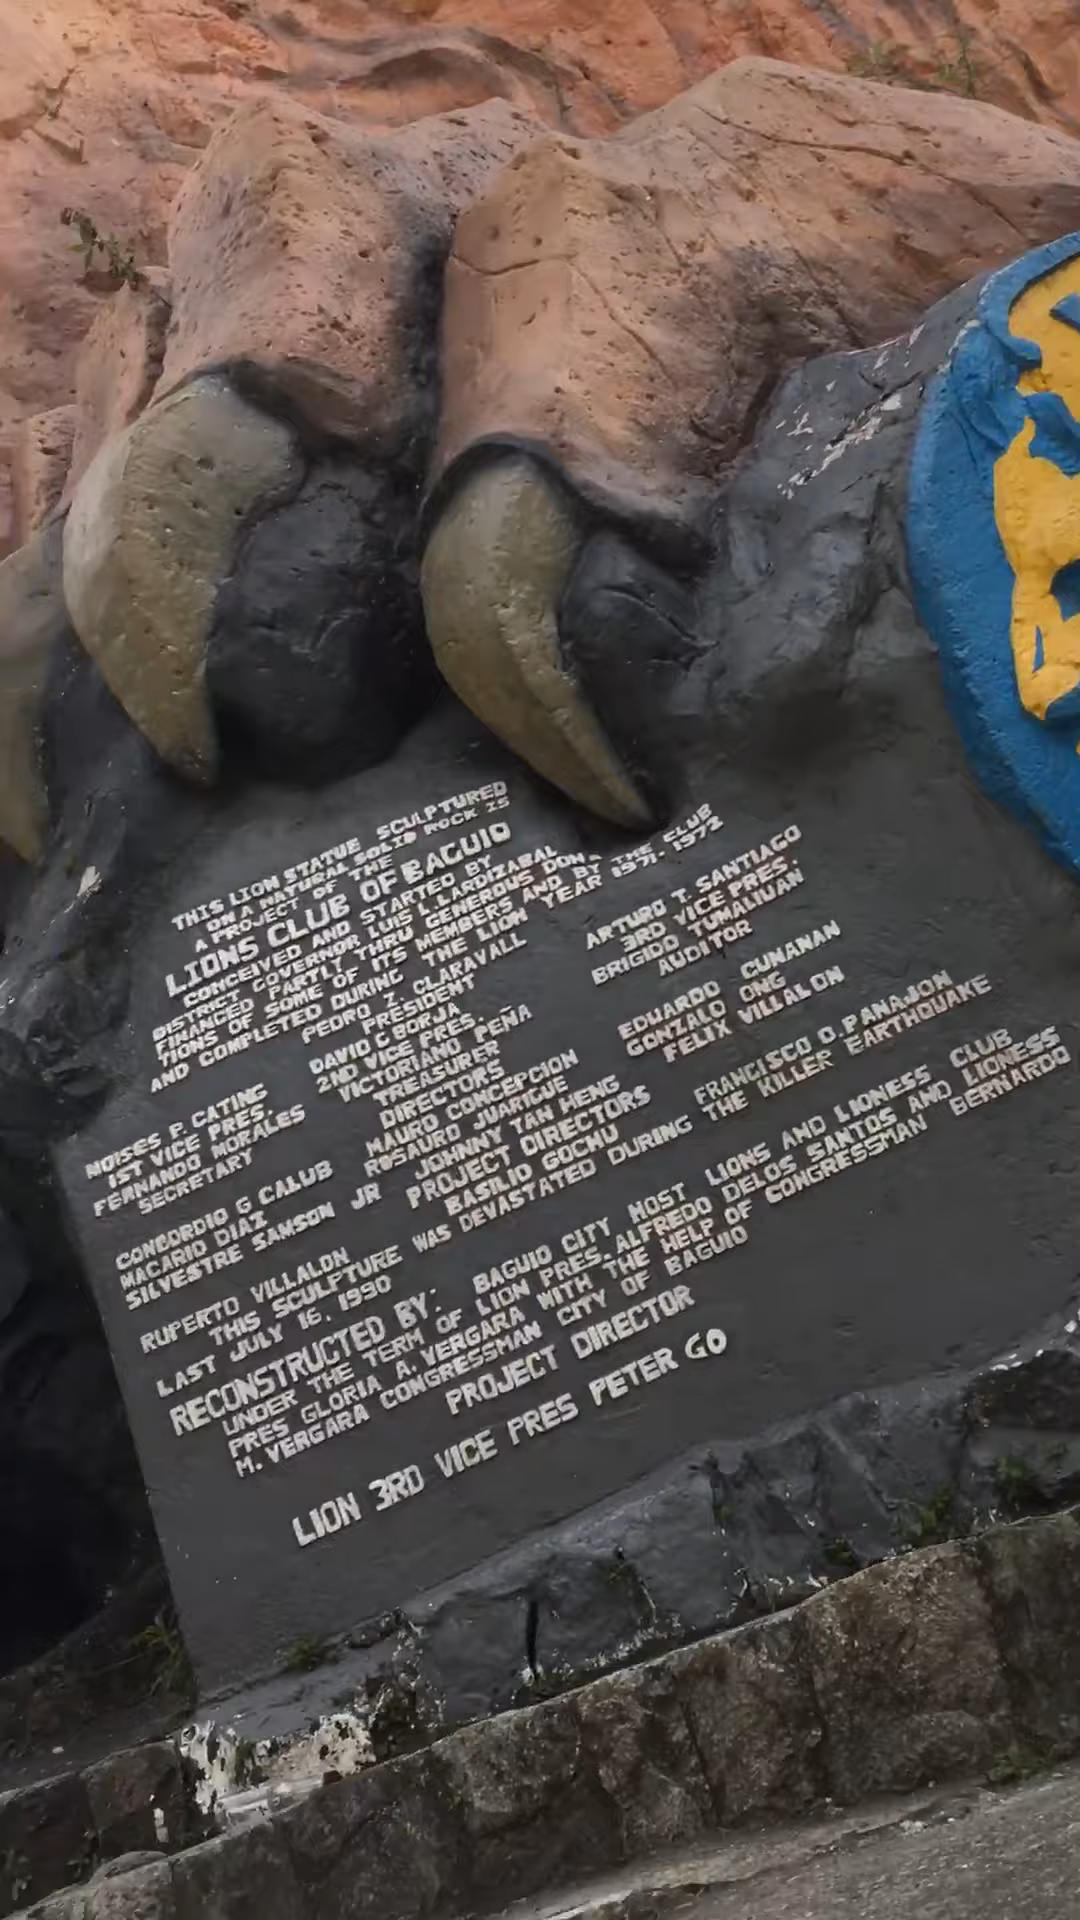 THIS LION STATUE SCULPTURED
ON A NATURAL SOLID ROCK IS
A PROJECT OF THE
LIONS CLUB OF BAGUIO
CONCEIVED AND STARTED BY
DISTRICT GOVERNOR LUIS L. LARDIZABAL
FINANCED PARTLY THRU GENEROUS DONA-
TIONS OF SOME OF ITS MEMBERS AND BY THE CLUB
AND COMPLETED DURING THE LION YEAR 1971-1972
PEDRO Z. CLARAVALL
PRESIDENT
MOISES P. CATING DAVID C BORJA ARTURO T. SANTIAGO
1ST VICE PRES. 2ND VICE PRES. 3RD VICE PRES.
FERNANDO MORALES VICTORIANO PEÑA BRIGIDO TUMALIUAN
SECRETARY TREASURER AUDITOR
DIRECTORS
CONCORDIO G CALUB MAURO CONCEPCION EDUARDO CUNANAN
MACARIO DIAZ ROSAURO JUARIGUE GONZALO ONG
SILVESTRE SAMSON JR JOHNNY TAN HENG FELIX VILLALON
PROJECT DIRECTORS
RUPERTO VILLALON BASILIO GOCHU FRANCISCO O. PANAJON
THIS SCULPTURE WAS DEVASTATED DURING THE KILLER EARTHQUAKE
LAST JULY 16, 1990
RECONSTRUCTED BY: BAGUIO CITY HOST LIONS AND LIONESS CLUB
UNDER THE TERM OF LION PRES. ALFREDO DELOS SANTOS AND LIONESS
PRES GLORIA A. VERGARA WITH THE HELP OF CONGRESSMAN BERNARDO
M. VERGARA CONGRESSMAN CITY OF BAGUIO
PROJECT DIRECTOR
LION 3RD VICE PRES PETER GO